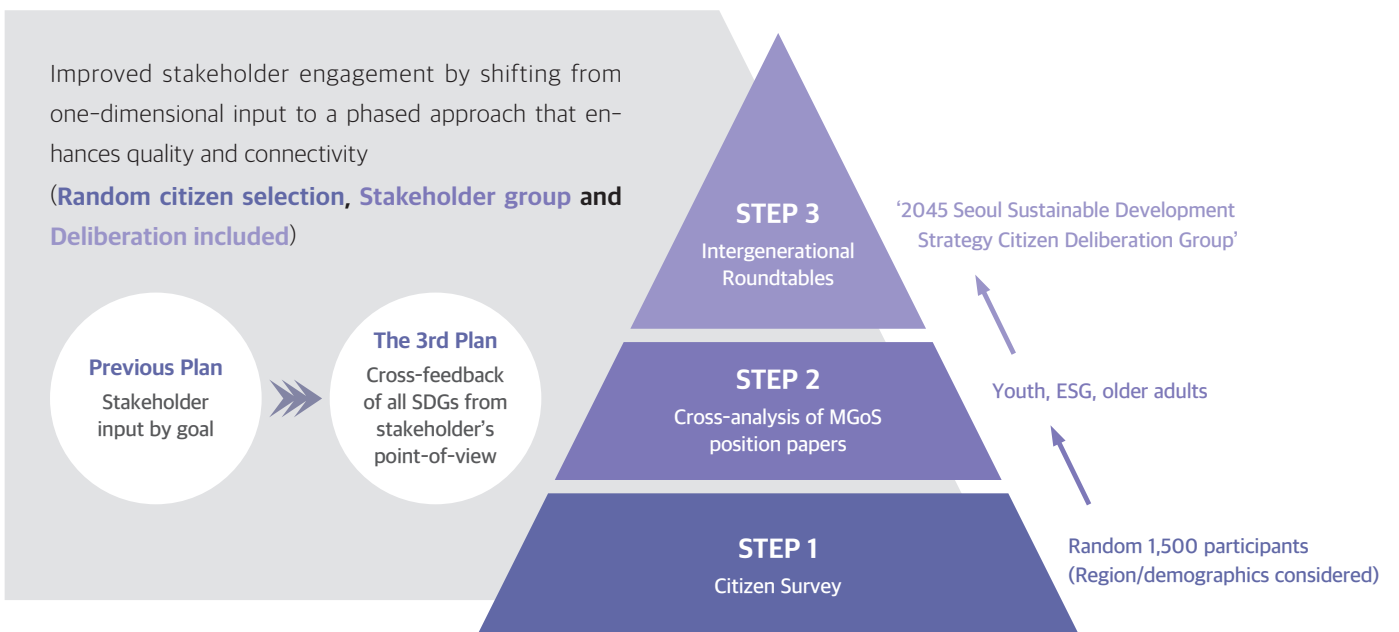 Improved stakeholder engagement by shifting from
one-dimensional input to a phased approach that en-
hances quality and connectivity
(Random citizen selection, Stakeholder group and
Deliberation included)
Previous Plan
Stakeholder
input by goal
The 3rd Plan
Cross-feedback
of all SDGs from
stakeholder's
point-of-view
STEP 3
Intergenerational
Roundtables
‘2045 Seoul Sustainable Development
Strategy Citizen Deliberation Group’
STEP 2
Cross-analysis of MGoS
position papers
Youth, ESG, older adults
STEP 1
Citizen Survey
Random 1,500 participants
(Region/demographics considered)